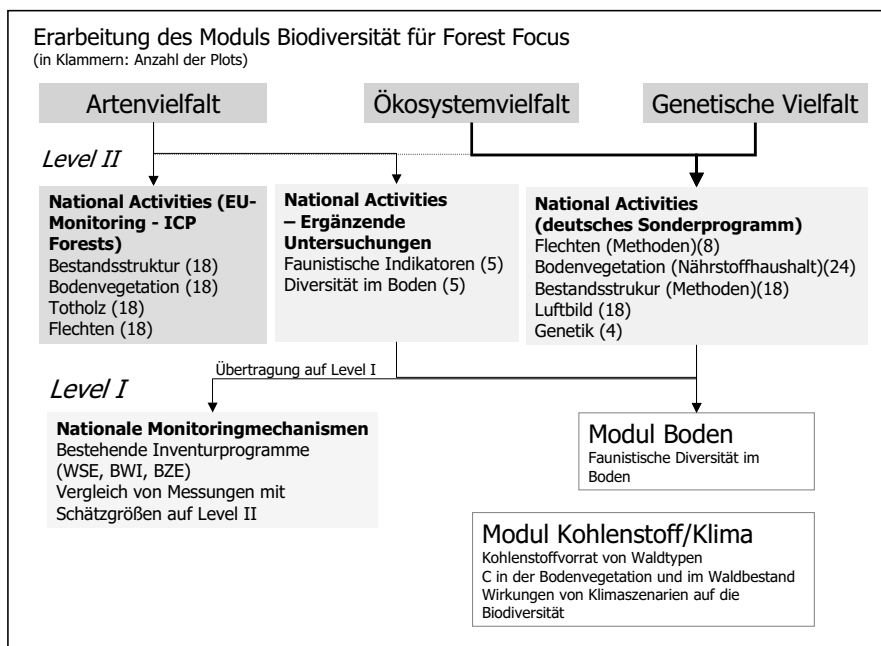 Erarbeitung des Moduls Biodiversität für Forest Focus
(in Klammern: Anzahl der Plots)
Artenvielfalt
Ökosystemvielfalt
Genetische Vielfalt
Level II
National Activities (EU-
Monitoring - ICP
Forests)
Bestandsstruktur (18)
Bodenvegetation (18)
Totholz (18)
Flechten (18)
National Activities
– Ergänzende
Untersuchungen
Faunistische Indikatoren (5)
Diversität im Boden (5)
National Activities
(deutsches Sonderprogramm)
Flechten (Methoden)(8)
Bodenvegetation (Nährstoffhaushalt)(24)
Bestandsstrukur (Methoden)(18)
Luftbild (18)
Genetik (4)
Übertragung auf Level I
Level I
Nationale Monitoringmechanismen
Bestehende Inventurprogramme
(WSE, BWI, BZE)
Vergleich von Messungen mit
Schätzgrößen auf Level II
Modul Boden
Faunistische Diversität im
Boden
Modul Kohlenstoff/Klima
Kohlenstoffvorrat von Waldtypen
C in der Bodenvegetation und im Waldbestand
Wirkungen von Klimaszenarien auf die
Biodiversität